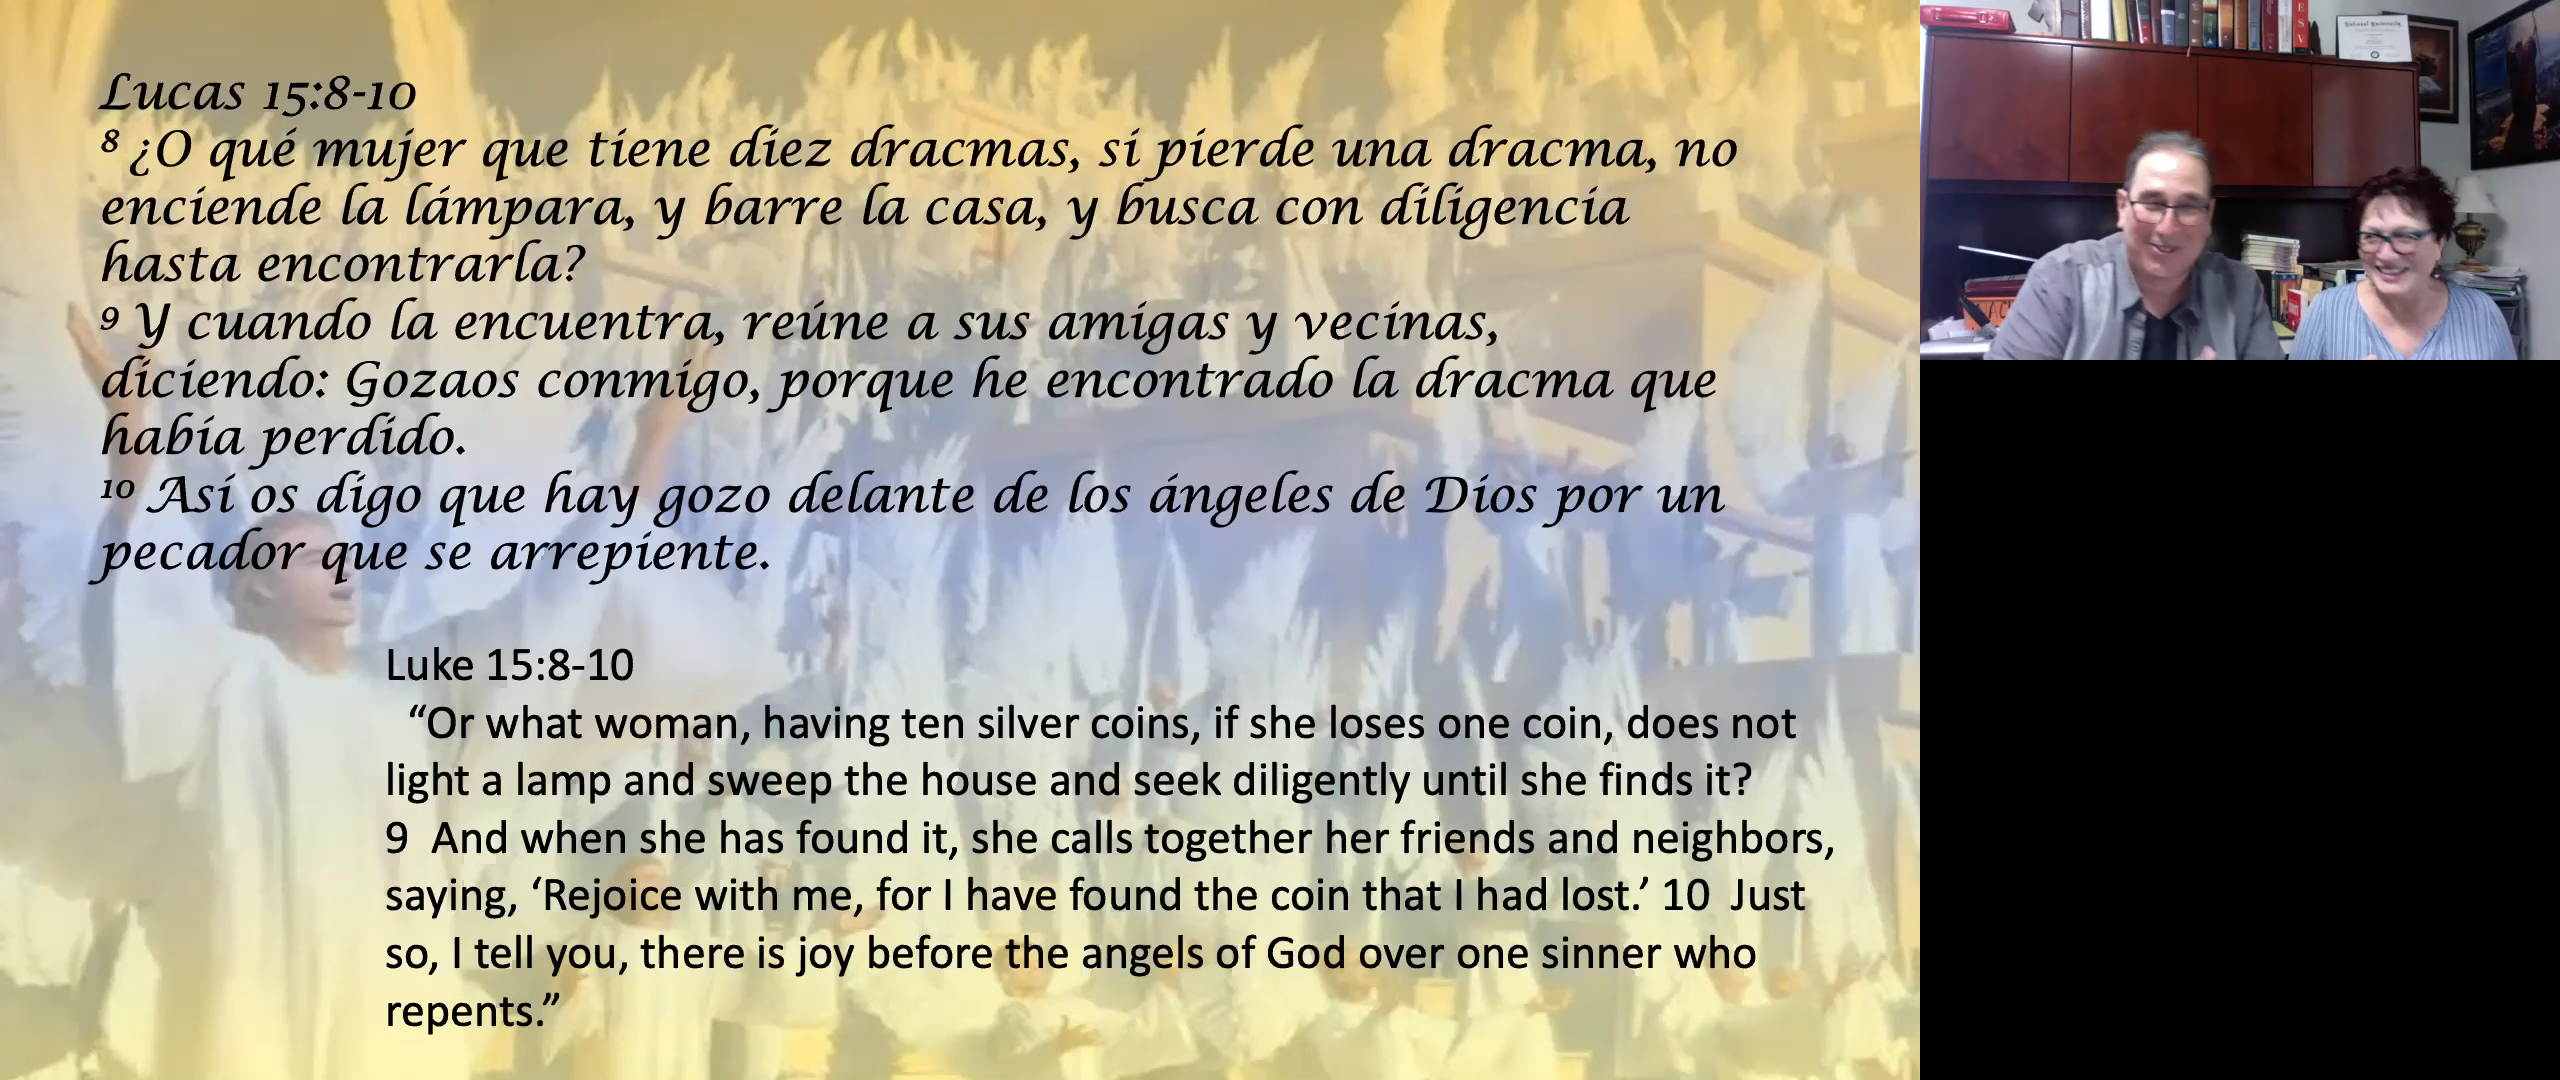 Lucas 15:8-10
⁸ ¿O qué mujer que tiene diez dracmas, si pierde una dracma, no
enciende la lámpara, y barre la casa, y busca con diligencia
hasta encontrarla?
⁹ Y cuando la encuentra, reúne a sus amigas y vecinas,
diciendo: Gozaos conmigo, porque he encontrado la dracma que
había perdido.
¹⁰ Así os digo que hay gozo delante de los ángeles de Dios por un
pecador que se arrepiente.
Luke 15:8-10
“Or what woman, having ten silver coins, if she loses one coin, does not
light a lamp and sweep the house and seek diligently until she finds it?
9 And when she has found it, she calls together her friends and neighbors,
saying, ‘Rejoice with me, for I have found the coin that I had lost.’ 10 Just
so, I tell you, there is joy before the angels of God over one sinner who
repents.”
National University
ESV